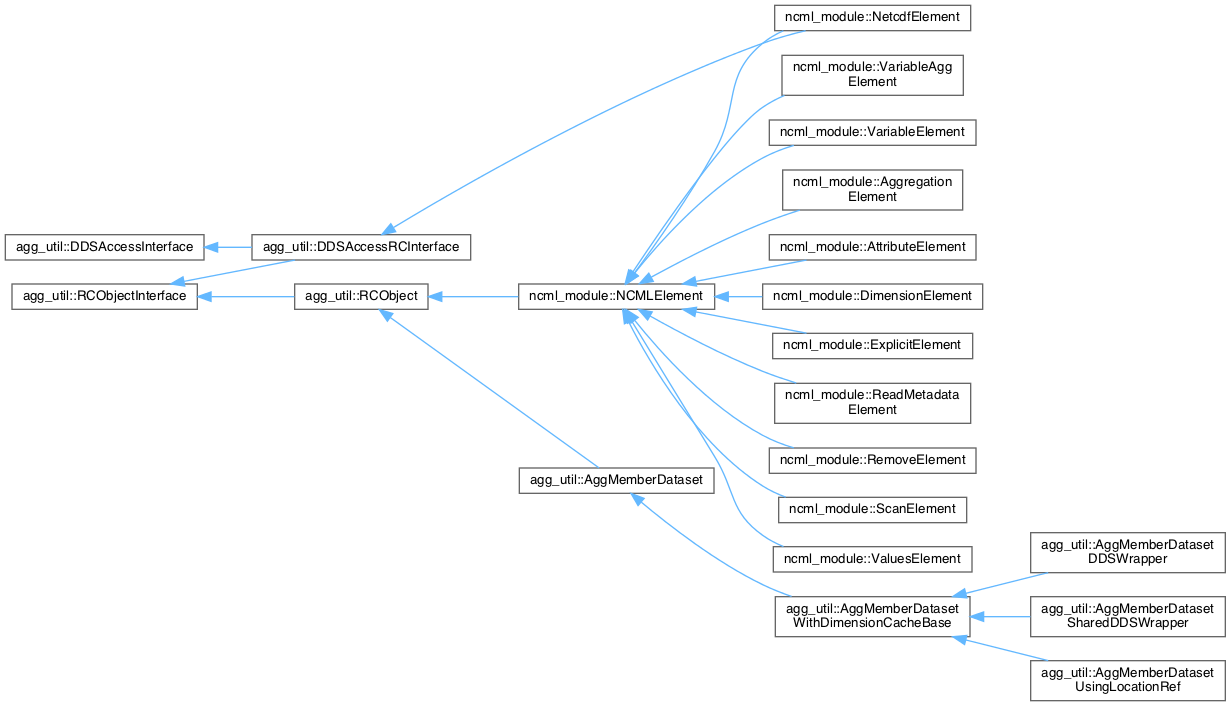 ncml_module::NetcdfElement
ncml_module::VariableAgg
Element
ncml_module::VariableElement
ncml_module::Aggregation
Element
agg_util::DDSAccessInterface
agg_util::DDSAccessRCInterface
ncml_module::AttributeElement
agg_util::RCObjectInterface
agg_util::RCObject
ncml_module::NCMLElement
ncml_module::DimensionElement
ncml_module::ExplicitElement
ncml_module::ReadMetadata
Element
ncml_module::RemoveElement
agg_util::AggMemberDataset
ncml_module::ScanElement
ncml_module::ValuesElement
agg_util::AggMemberDataset
DDSWrapper
agg_util::AggMemberDataset
WithDimensionCacheBase
agg_util::AggMemberDataset
SharedDDSWrapper
agg_util::AggMemberDataset
UsingLocationRef